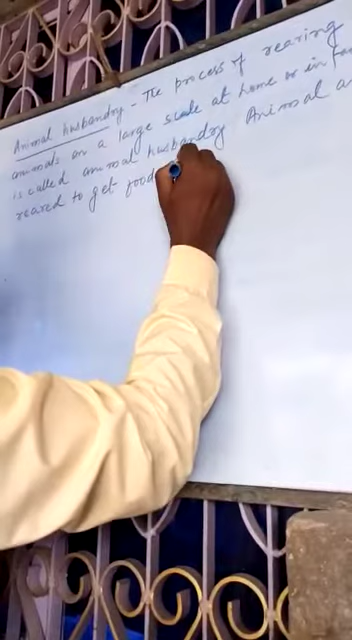 Animal husbandry - The process of rearing
animals on a large scale at home or in
is called animal husbandry Animal
reared to get food